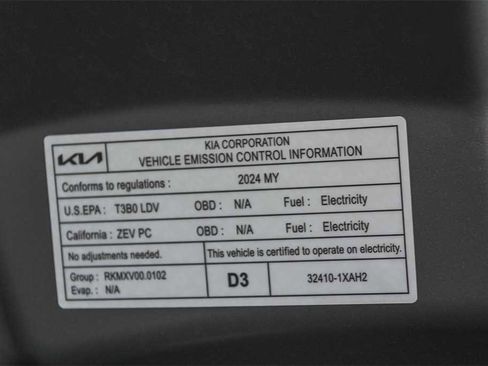 KIA
KIA CORPORATION
VEHICLE EMISSION CONTROL INFORMATION
Conforms to regulations : 2024 MY
U.S.EPA : T3B0 LDV OBD : N/A Fuel : Electricity
California : ZEV PC OBD : N/A Fuel : Electricity
No adjustments needed. This vehicle is certified to operate on electricity.
Group : RKMXV00.0102
Evap. : N/A
D3
32410-1XAH2